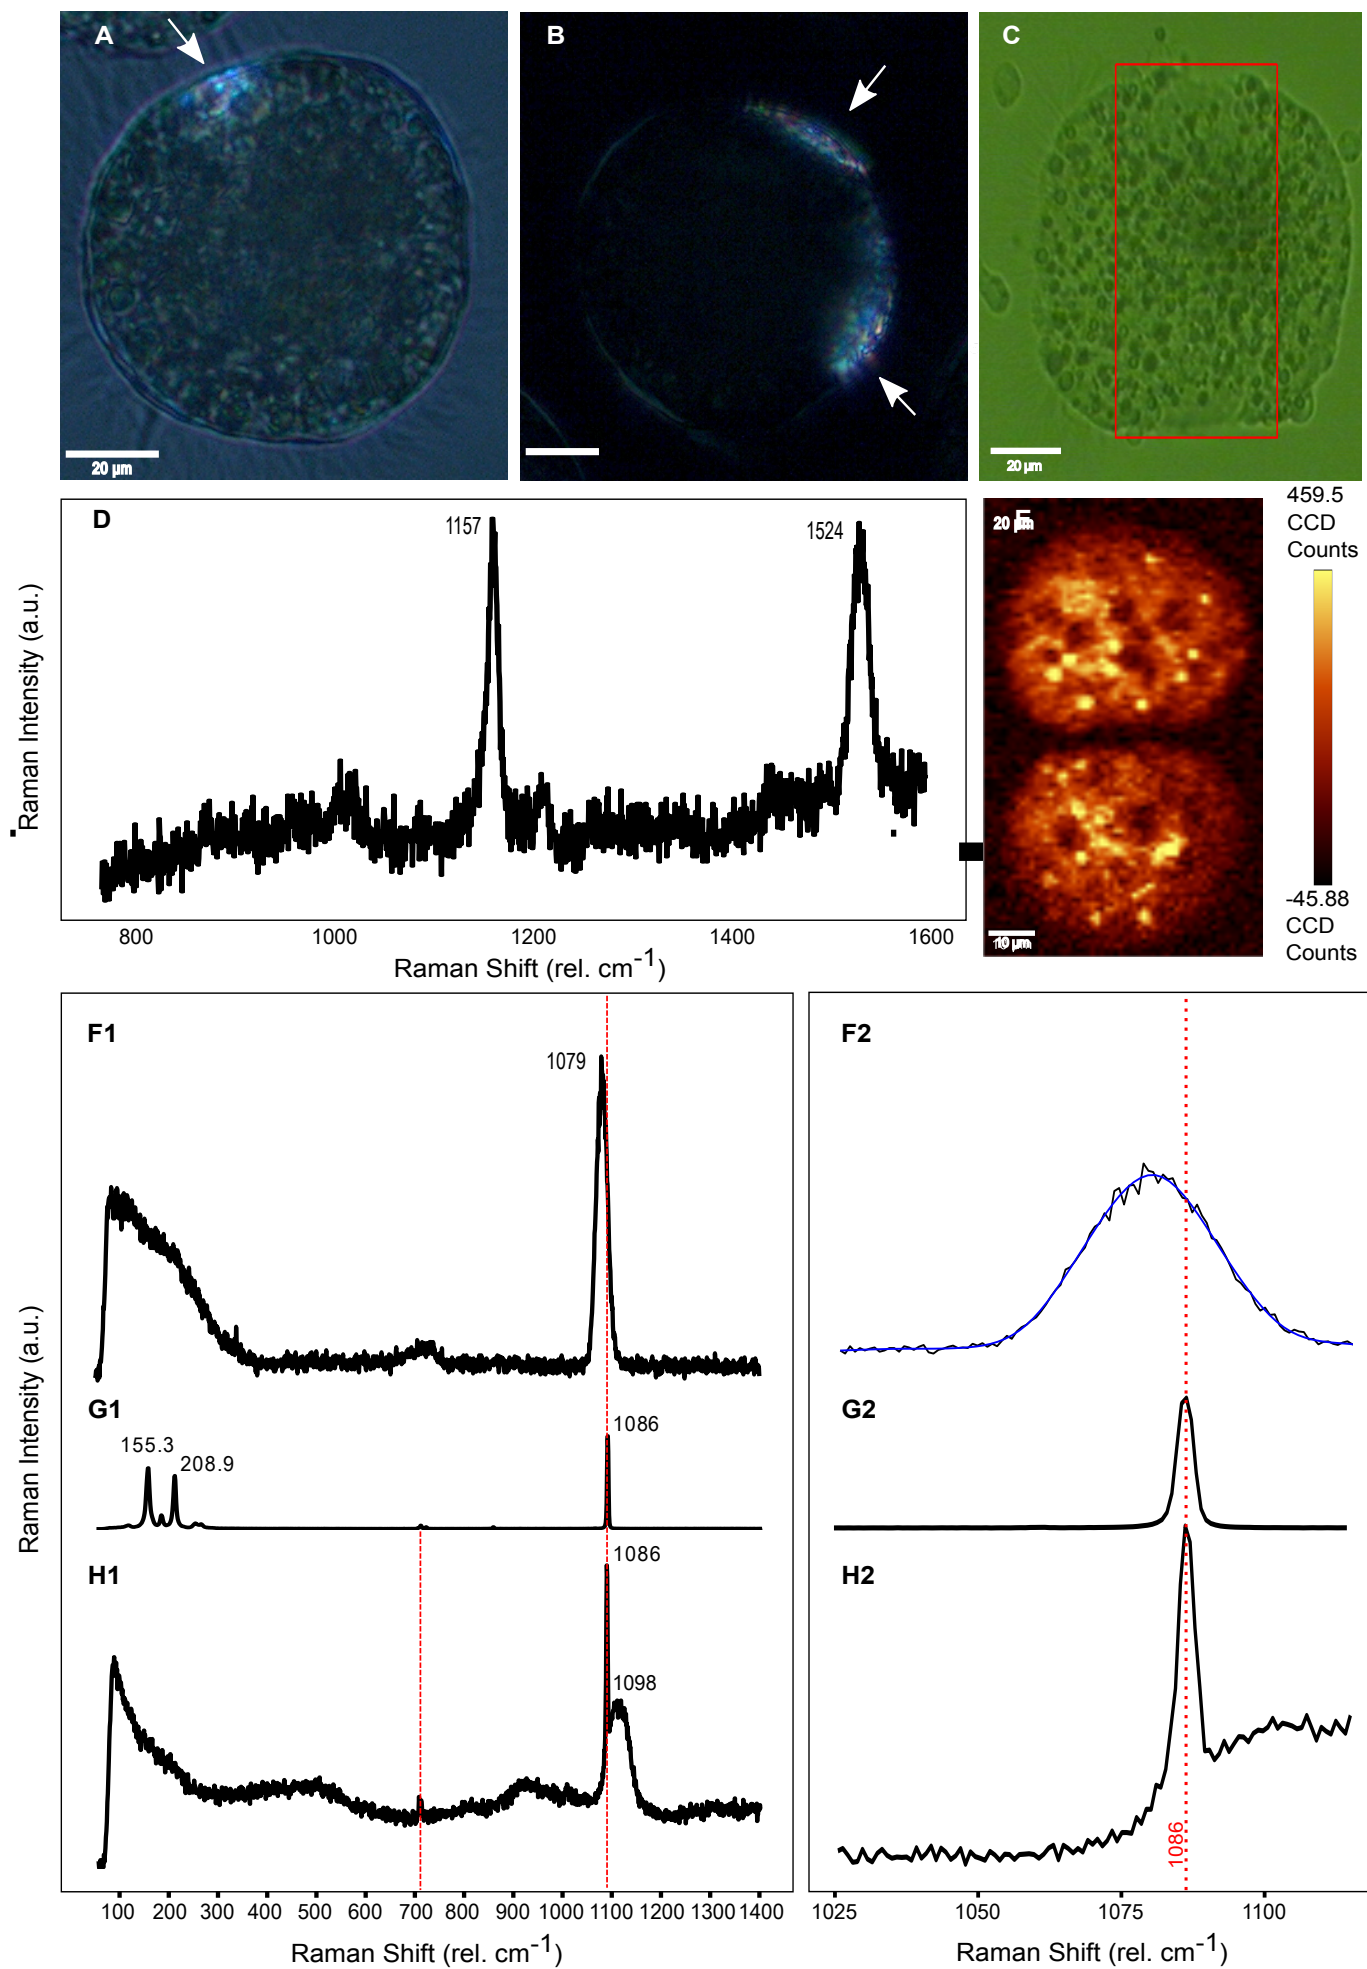 A
B
C
20 µm
20 µm
D
1157
1524
Raman Intensity (a.u.)
800
1000
1200
1400
1600
Raman Shift (rel. cm-1)
20 µm
E
10 µm
459.5
CCD
Counts
-45.88
CCD
Counts
F1
1079
G1
155.3
208.9
1086
H1
1086
1098
Raman Intensity (a.u.)
100 200 300 400 500 600 700 800 900 1000 1100 1200 1300 1400
Raman Shift (rel. cm-1)
F2
G2
H2
1086
1025 1050 1075 1100
Raman Shift (rel. cm-1)